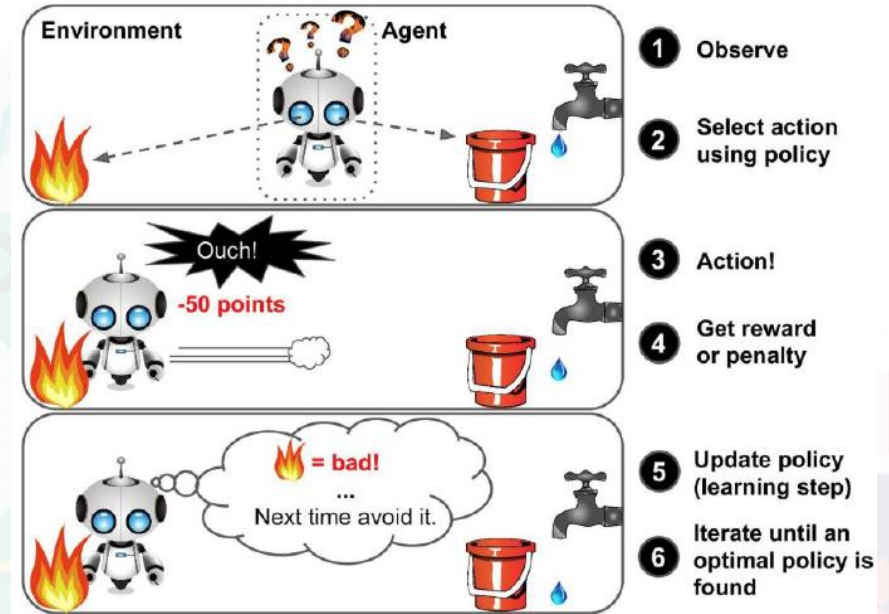 Environment
Agent
? ? ?
1 Observe
2 Select action
using policy
Ouch!
-50 points
3 Action!
4 Get reward
or penalty
= bad!
...
Next time avoid it.
5 Update policy
(learning step)
6 Iterate until an
optimal policy is
found